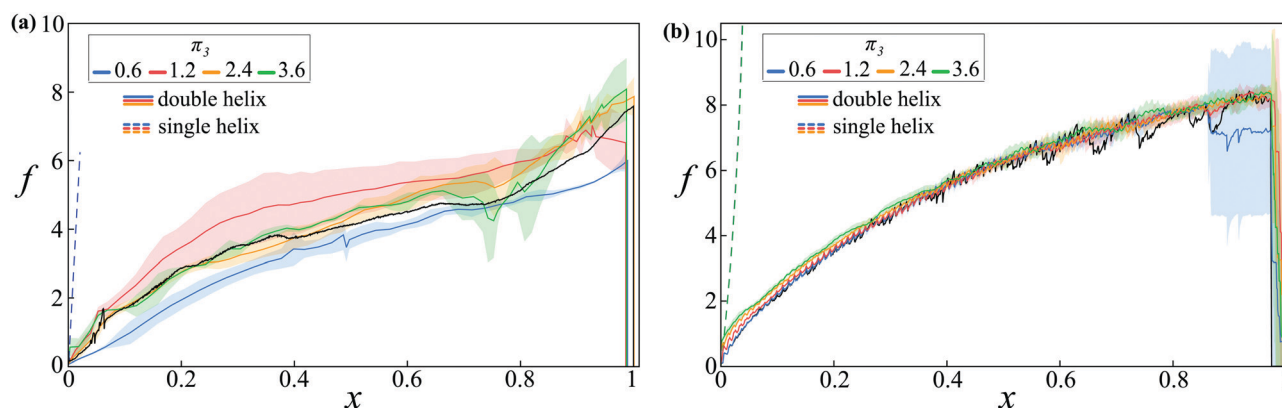 (a)
10
8
6
4
2
0
f
π3
0.6 1.2 2.4 3.6
double helix
single helix
0 0.2 0.4 0.6 0.8 1
x
(b)
10
8
6
4
2
0
f
π3
0.6 1.2 2.4 3.6
double helix
single helix
0 0.2 0.4 0.6 0.8
x